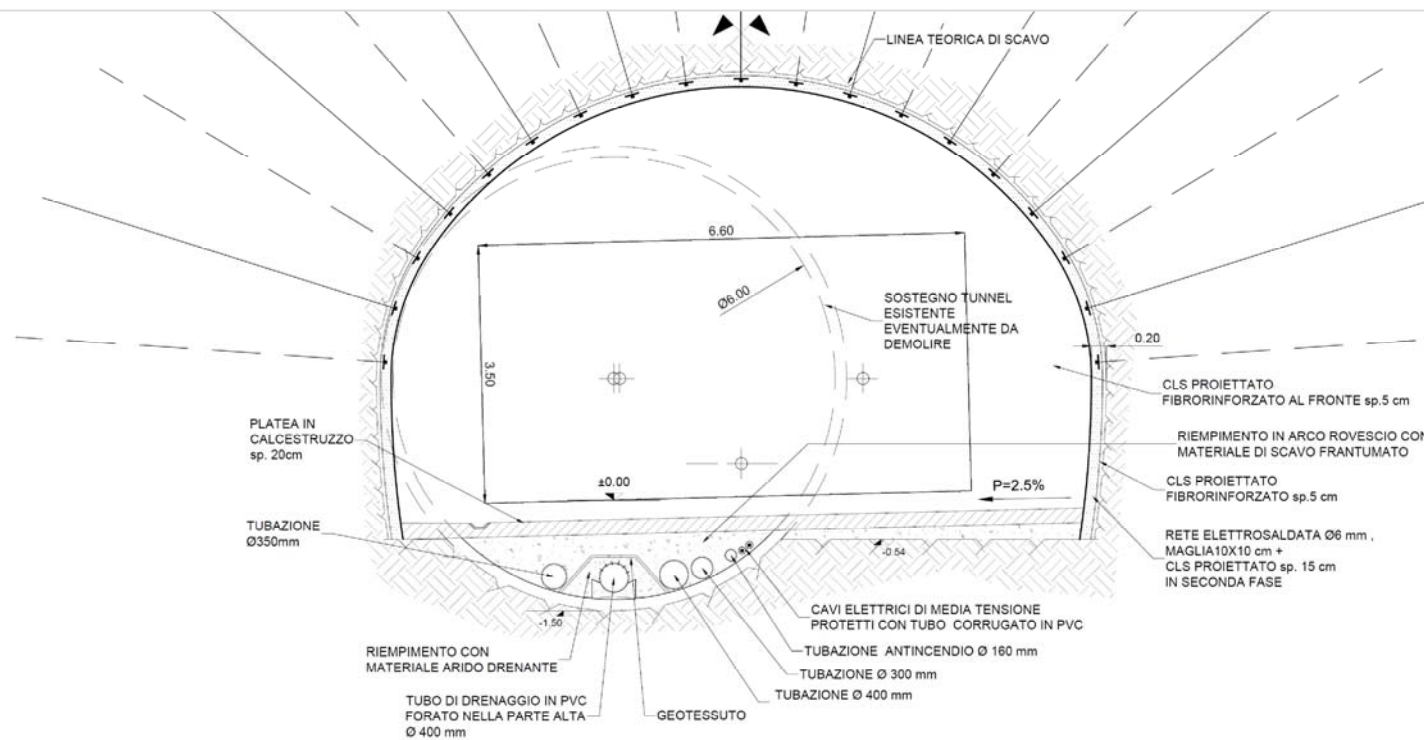 LINEA TEORICA DI SCAVO
6.60
Ø6.00
SOSTEGNO TUNNEL
ESISTENTE
EVENTUALMENTE DA
DEMOLIRE
0.20
3.50
CLS PROIETTATO
FIBRORINFORZATO AL FRONTE sp.5 cm
PLATEA IN
CALCESTRUZZO
sp. 20cm
RIEMPIMENTO IN ARCO ROVESCIO CON
MATERIALE DI SCAVO FRANTUMATO
±0.00
P=2.5%
CLS PROIETTATO
FIBRORINFORZATO sp.5 cm
TUBAZIONE
Ø350mm
-0.54
RETE ELETTROSALDATA Ø6 mm ,
MAGLIA10X10 cm +
CLS PROIETTATO sp. 15 cm
IN SECONDA FASE
-1.50
CAVI ELETTRICI DI MEDIA TENSIONE
PROTETTI CON TUBO CORRUGATO IN PVC
RIEMPIMENTO CON
MATERIALE ARIDO DRENANTE
TUBAZIONE ANTINCENDIO Ø 160 mm
TUBAZIONE Ø 300 mm
TUBAZIONE Ø 400 mm
TUBO DI DRENAGGIO IN PVC
FORATO NELLA PARTE ALTA
Ø 400 mm
GEOTESSUTO